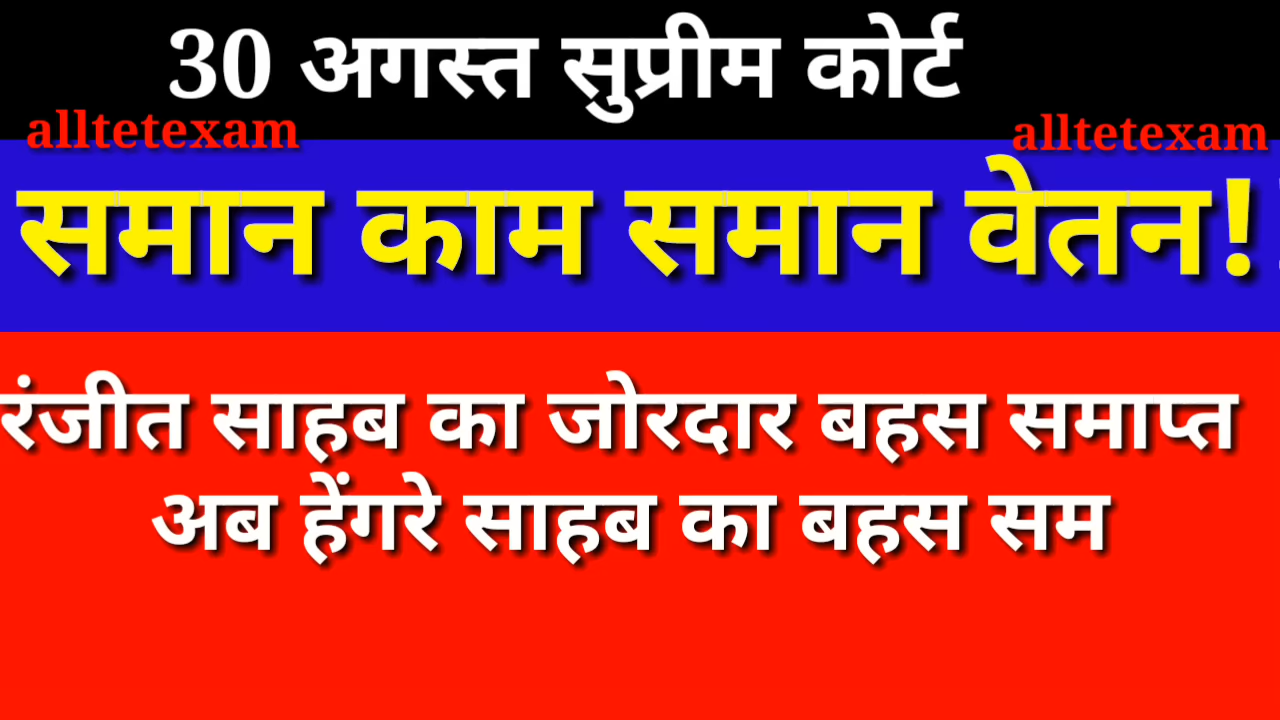 30 अगस्त सुप्रीम कोर्ट
alltetexam alltetexam
समान काम समान वेतन!
रंजीत साहब का जोरदार बहस समाप्त
अब हेंगरे साहब का बहस सम